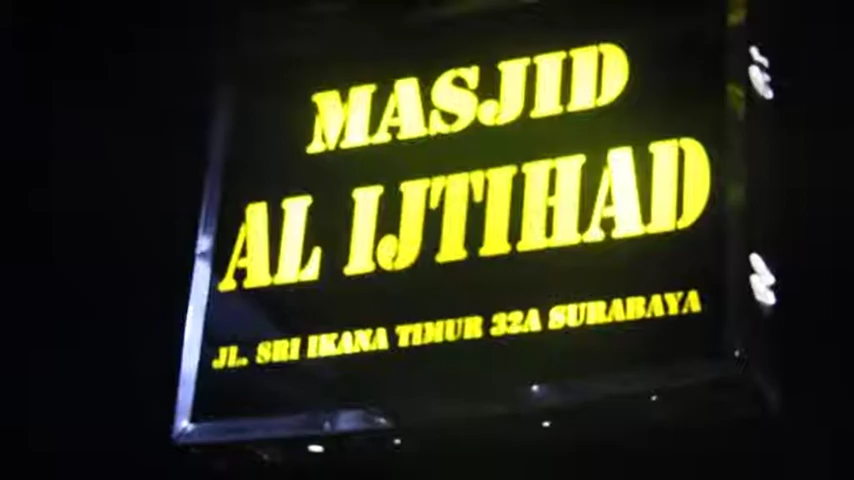 MASJID
AL IJTIHAD
JL. SRI IKANA TIMUR 32A SURABAYA